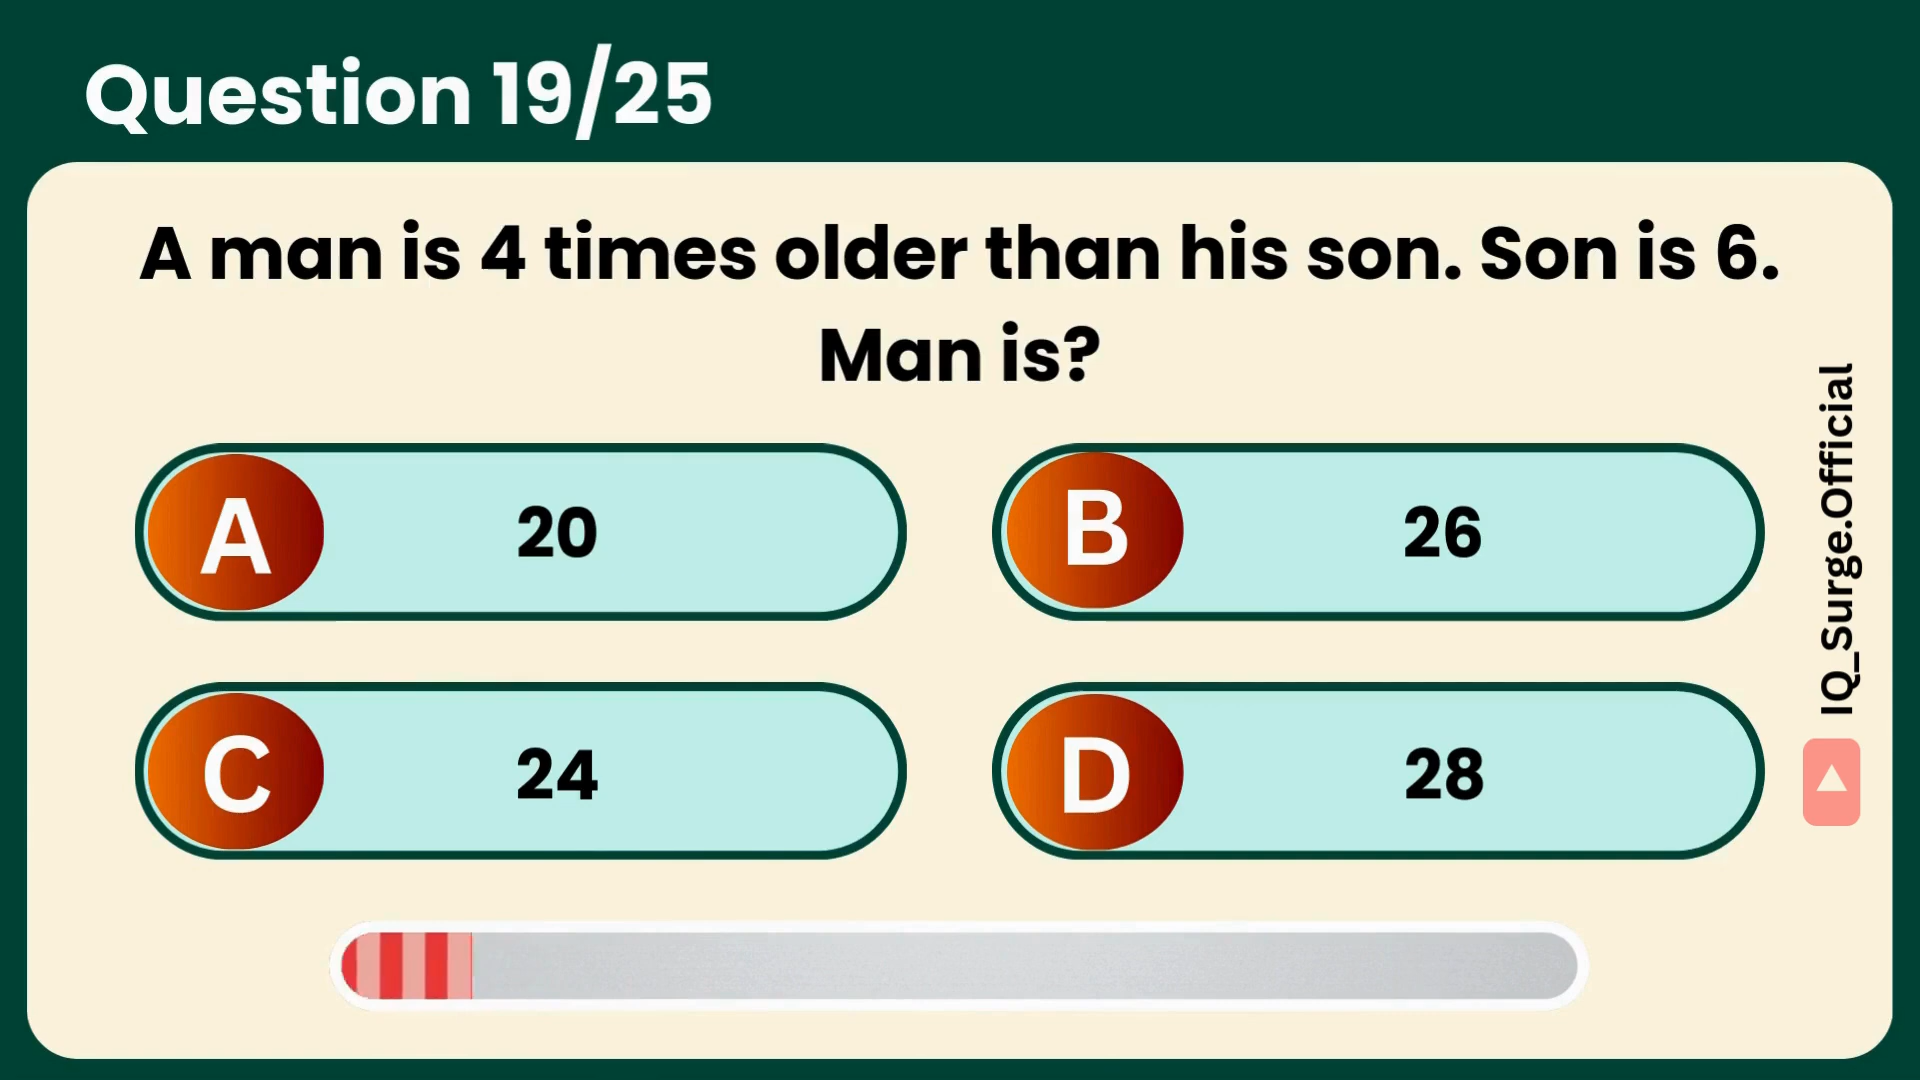 Question 19/25
A man is 4 times older than his son. Son is 6.
Man is?
A 20
B 26
C 24
D 28
IQ_Surge.Official